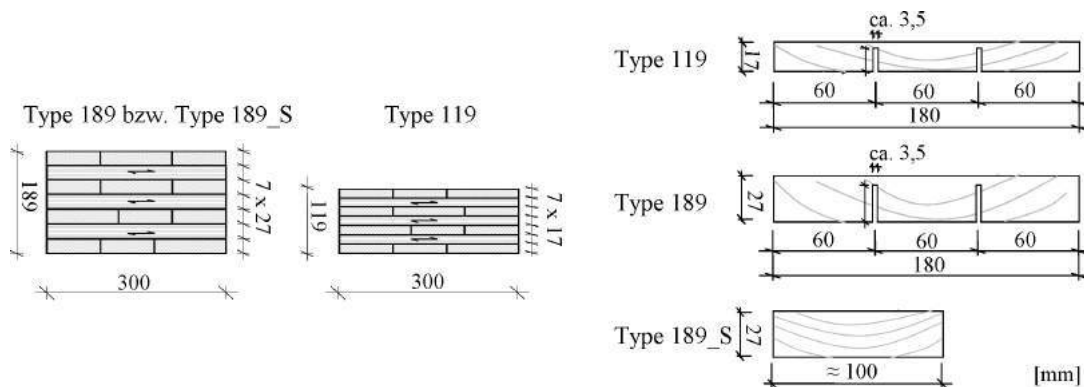 Type 189 bzw. Type 189_S
189
7 x 27
300
Type 119
119
7 x 17
300
ca. 3,5
Type 119
17
60
60
60
180
ca. 3,5
Type 189
27
60
60
60
180
Type 189_S
27
≈ 100
[mm]